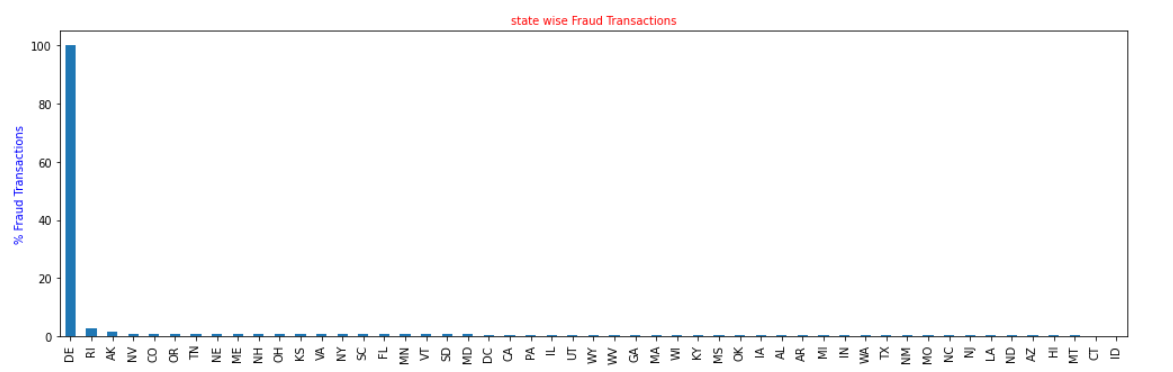 state wise Fraud Transactions
% Fraud Transactions
100
80
60
40
20
0
DE RI AK NV CO OR TN NE ME NH OH KS VA NY SC FL MN VT SD MD DC CA PA IL UT WY WV GA MA WI KY MS OK IA AL AR MI IN WA TX NM MO NC NJ LA ND AZ HI MT CT ID